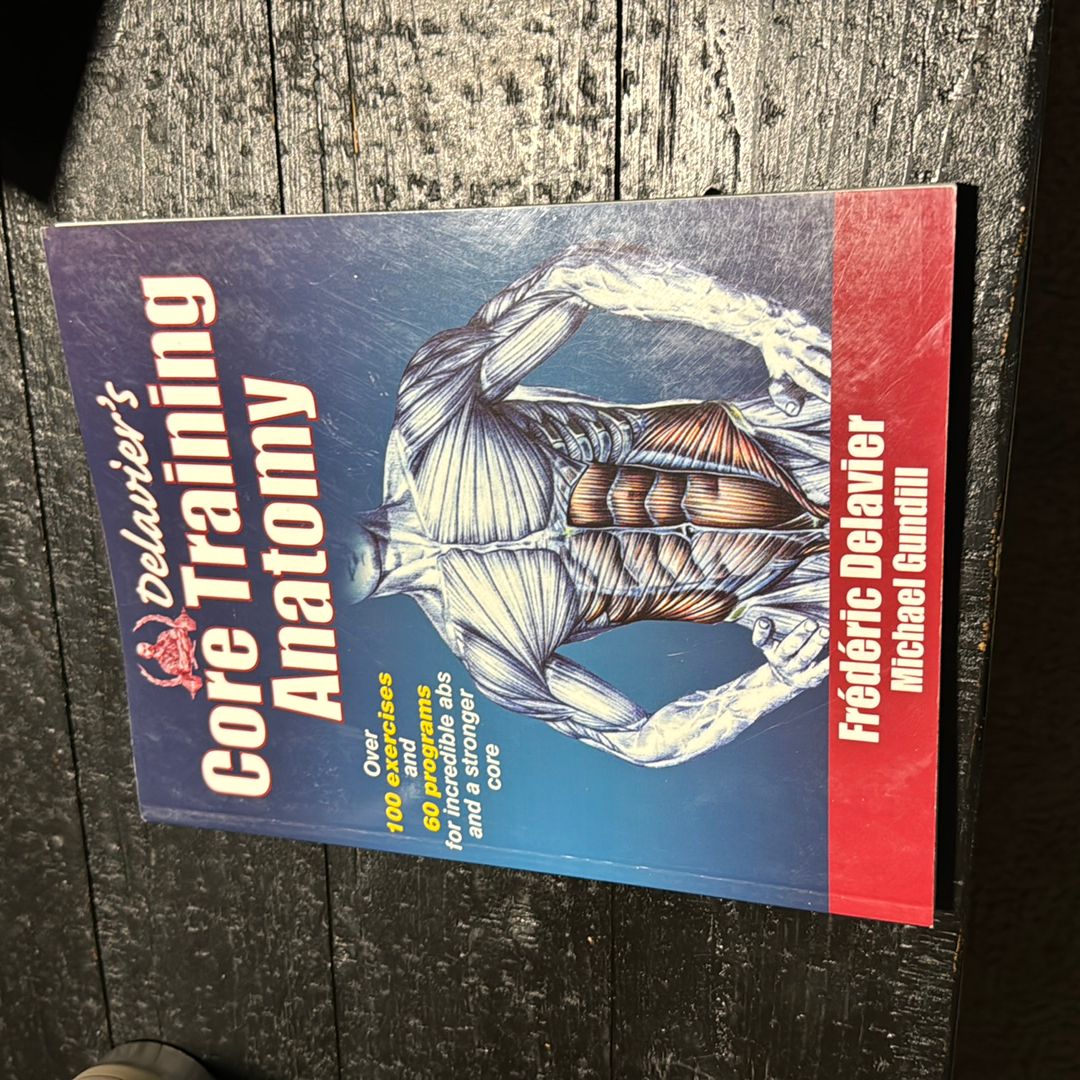 Delavier's
Core Training
Anatomy
Over
100 exercises
and
60 programs
for incredible abs
and a stronger
core
Frédéric Delavier
Michael Gundill